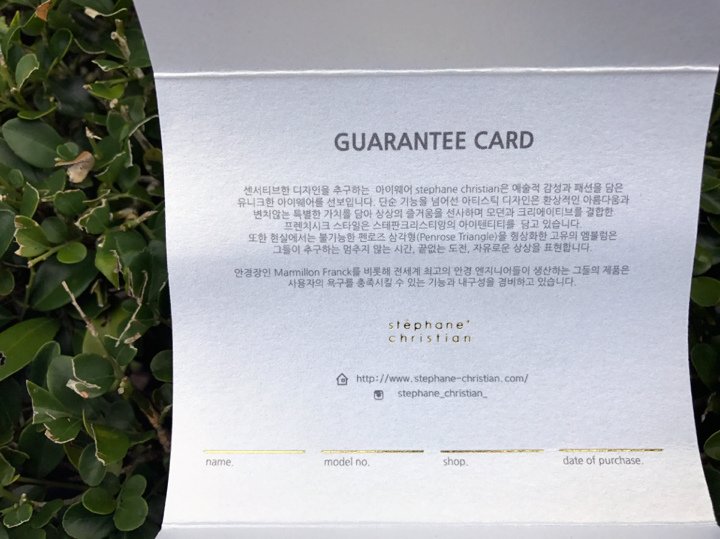 GUARANTEE CARD
센서티브한 디자인을 추구하는 아이웨어 stephane christian은 예술적 감성과 패션을 담은
유니크한 아이웨어를 선보입니다. 단순 기능을 넘어선 아티스틱 디자인은 환상적인 아름다움과
변치않는 특별한 가치를 담아 상상의 즐거움을 선사하며 모던과 크리에이티브를 결합한
프렌치시크 스타일은 스테판크리스티앙의 아이텐티티를 담고 있습니다.
또한 현실에서는 불가능한 펜로즈 삼각형(Penrose Triangle)을 형상화한 고유의 엠블럼은
그들이 추구하는 멈추지 않는 시간, 끝없는 도전, 자유로운 상상을 표현합니다.
안경장인 Marmillon Franck를 비롯해 전세계 최고의 안경 엔지니어들이 생산하는 그들의 제품은
사용자의 욕구를 충족시킬 수 있는 기능과 내구성을 겸비하고 있습니다.
stéphane+
christian
http://www.stephane-christian.com/
stephane_christian_
name. model no. shop. date of purchase.